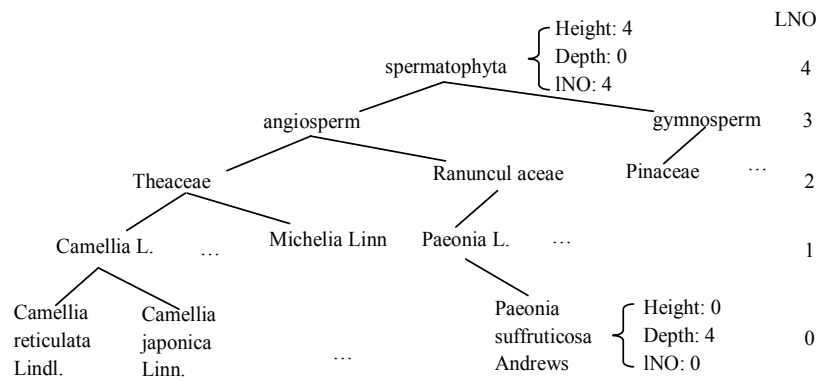 LNO
Height: 4
Depth: 0
lNO: 4
spermatophyta
4
angiosperm
gymnosperm
3
Theaceae
Ranuncul aceae
Pinaceae
…
2
Camellia L.
…
Michelia Linn
Paeonia L.
…
1
Camellia
reticulata
Lindl.
Camellia
japonica
Linn.
…
Paeonia
suffruticosa
Andrews
Height: 0
Depth: 4
lNO: 0
0